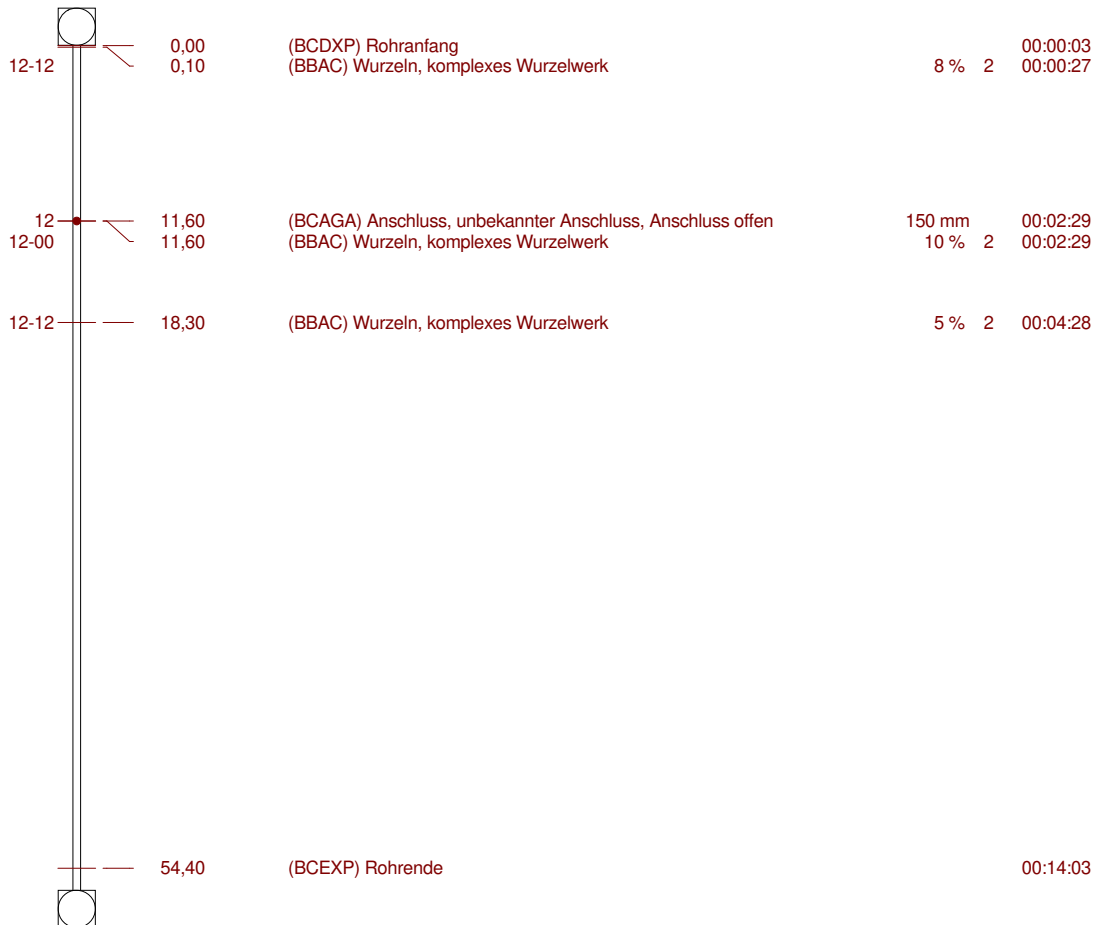 0,00 (BCDXP) Rohranfang 00:00:03
12-12 0,10 (BBAC) Wurzeln, komplexes Wurzelwerk 8 % 2 00:00:27
12 11,60 (BCAGA) Anschluss, unbekannter Anschluss, Anschluss offen 150 mm 00:02:29
12-00 11,60 (BBAC) Wurzeln, komplexes Wurzelwerk 10 % 2 00:02:29
12-12 18,30 (BBAC) Wurzeln, komplexes Wurzelwerk 5 % 2 00:04:28
54,40 (BCEXP) Rohrende 00:14:03